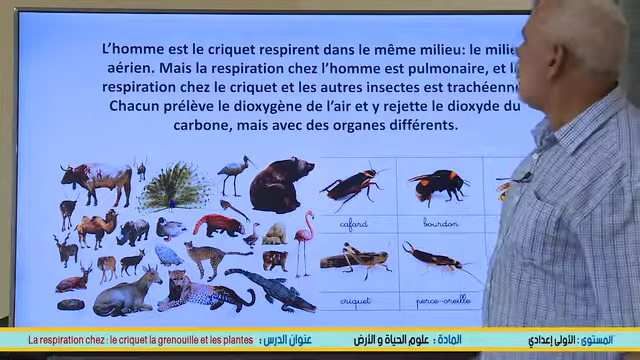 L'homme est le criquet respirent dans le même milieu: le milie
aérien. Mais la respiration chez l'homme est pulmonaire, et l
respiration chez le criquet et les autres insectes est trachéenn
Chacun prélève le dioxygène de l'air et y rejette le dioxyde du
carbone, mais avec des organes différents.
cafard
bourdon
criquet
perce-oreille
المستوى : الأولى إعدادي
المادة : علوم الحياة و الأرض
عنوان الدرس : La respiration chez : le criquet la grenouille et les plantes